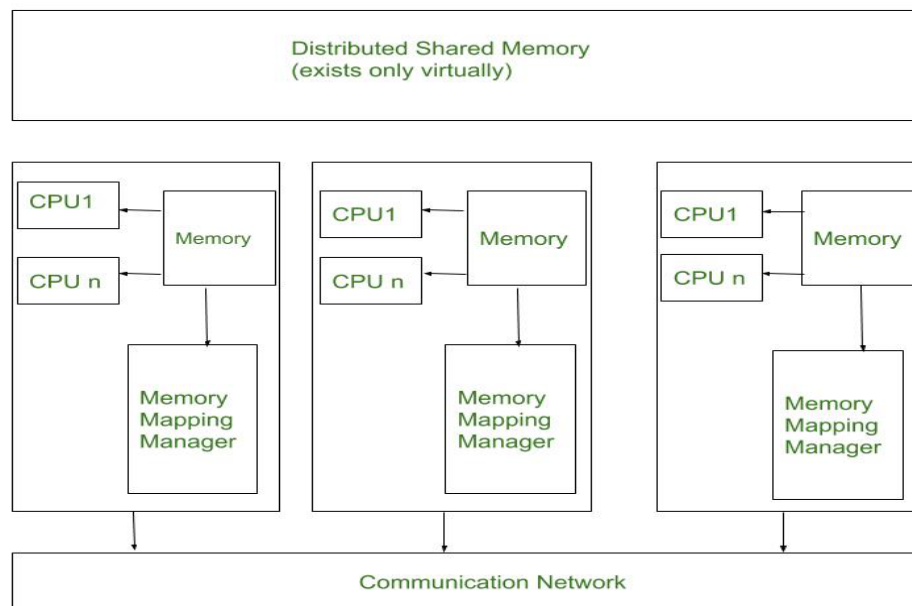 Distributed Shared Memory
(exists only virtually)
CPU1
Memory
CPU n
Memory
Mapping
Manager
CPU1
Memory
CPU n
Memory
Mapping
Manager
CPU1
Memory
CPU n
Memory
Mapping
Manager
Communication Network